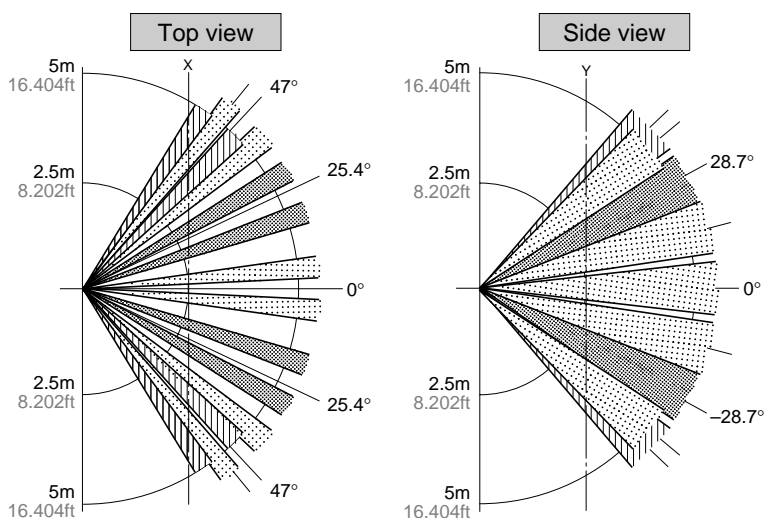 Top view
X
5m
16.404ft
47°
2.5m
8.202ft
25.4°
0°
2.5m
8.202ft
25.4°
47°
5m
16.404ft
Side view
Y
5m
16.404ft
28.7°
2.5m
8.202ft
0°
2.5m
8.202ft
–28.7°
5m
16.404ft